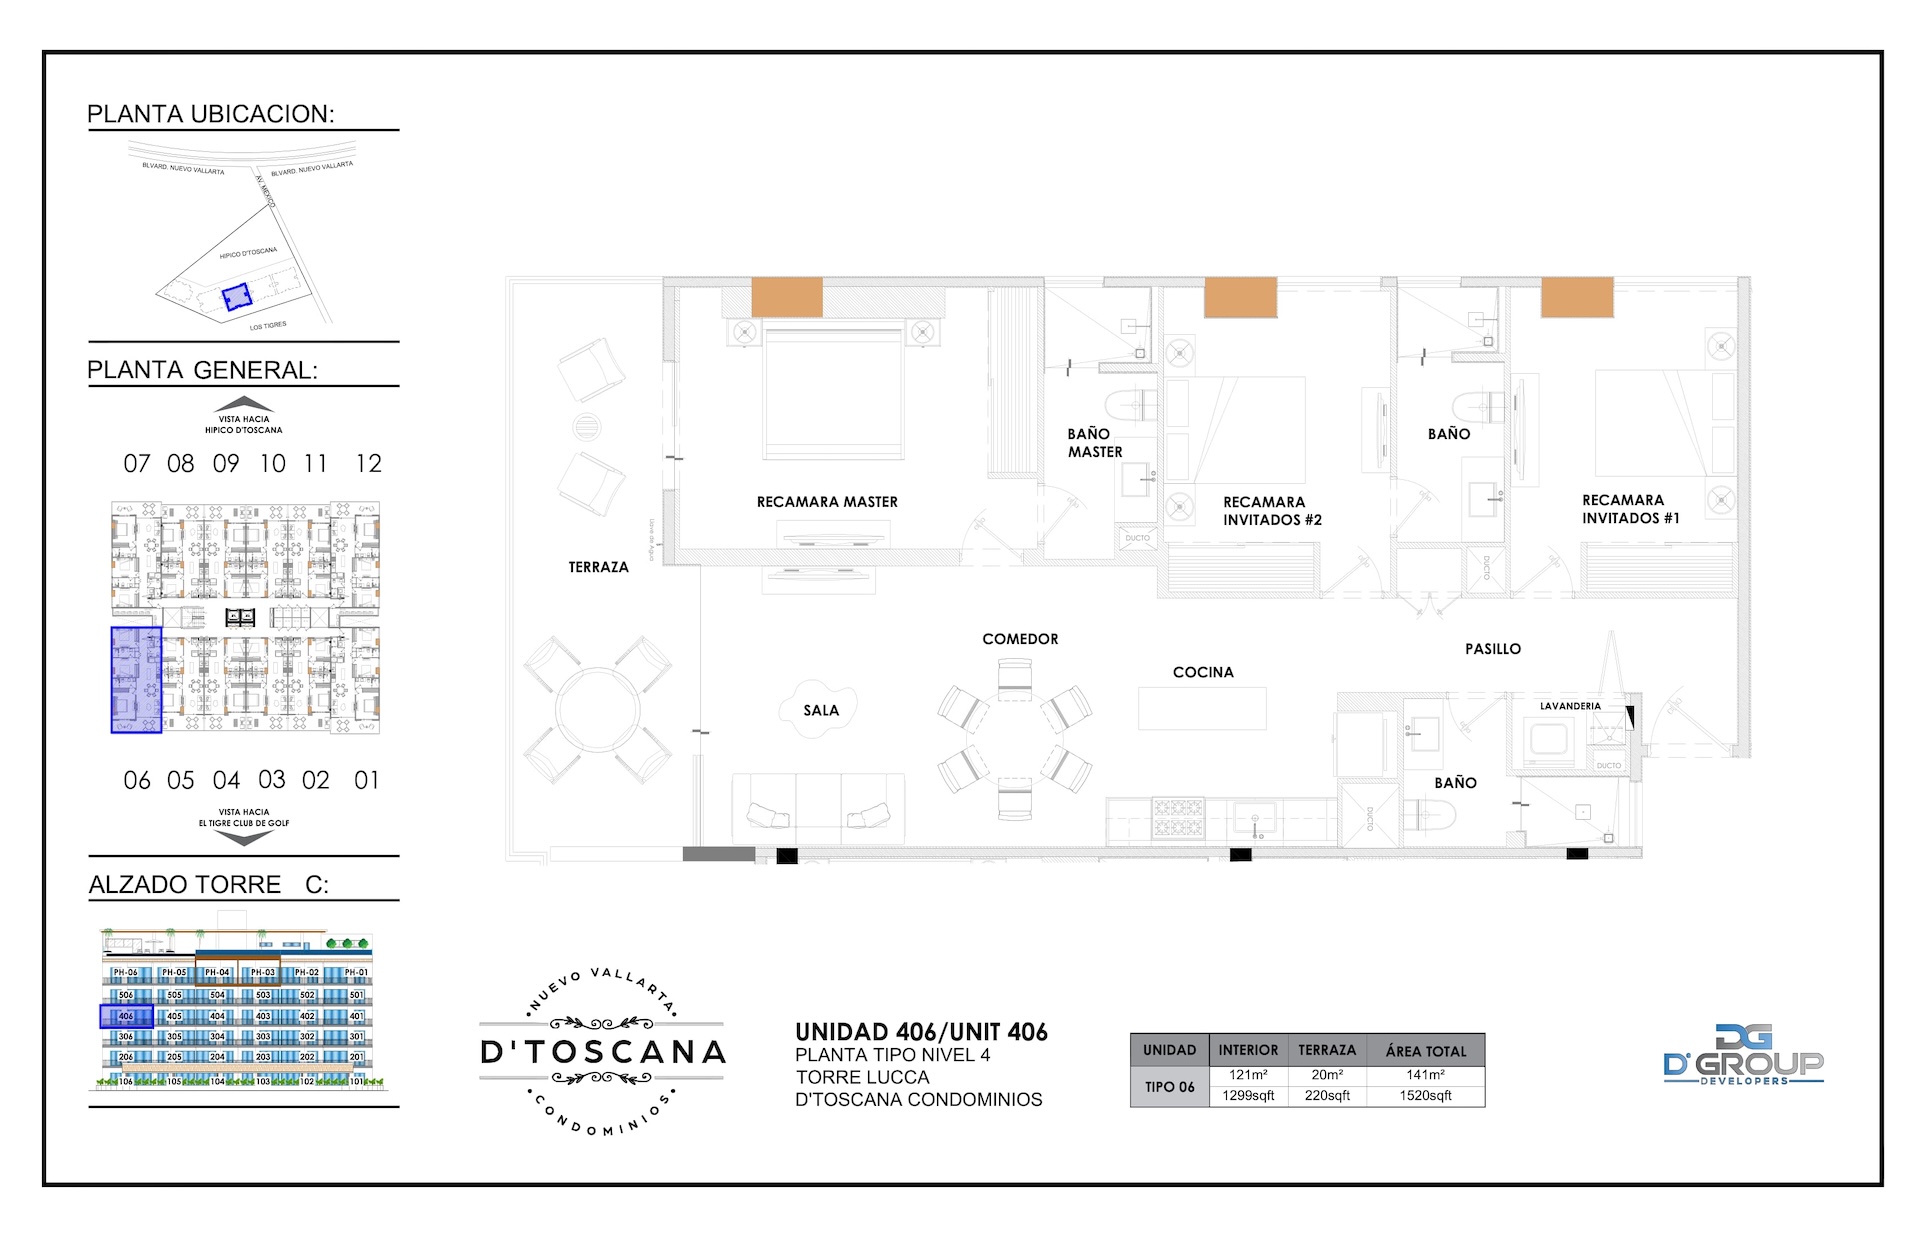 PLANTA UBICACION:
BLVARD. NUEVO VALLARTA
BLVARD. NUEVO VALLARTA
AV. MEXICO
HIPICO D'TOSCANA
LOS TIGRES
PLANTA GENERAL:
VISTA HACIA
HIPICO D'TOSCANA
07 08 09 10 11 12
06 05 04 03 02 01
VISTA HACIA
EL TIGRE CLUB DE GOLF
ALZADO TORRE C:
PH-06 PH-05 PH-04 PH-03 PH-02 PH-01
506 505 504 503 502 501
406 405 404 403 402 401
306 305 304 303 302 301
206 205 204 203 202 201
106 105 104 103 102 101
RECAMARA MASTER
BAÑO
MASTER
RECAMARA
INVITADOS #2
BAÑO
RECAMARA
INVITADOS #1
DUCTO
DUCTO
Llave de Agua
TERRAZA
COMEDOR
COCINA
PASILLO
SALA
LAVANDERIA
DUCTO
BAÑO
DUCTO
NUEVO VALLARTA
D'TOSCANA
CONDOMINIOS
UNIDAD 406/UNIT 406
PLANTA TIPO NIVEL 4
TORRE LUCCA
D'TOSCANA CONDOMINIOS
UNIDAD INTERIOR TERRAZA ÁREA TOTAL
TIPO 06
121m² 20m² 141m²
1299sqft 220sqft 1520sqft
DG
D'GROUP
DEVELOPERS